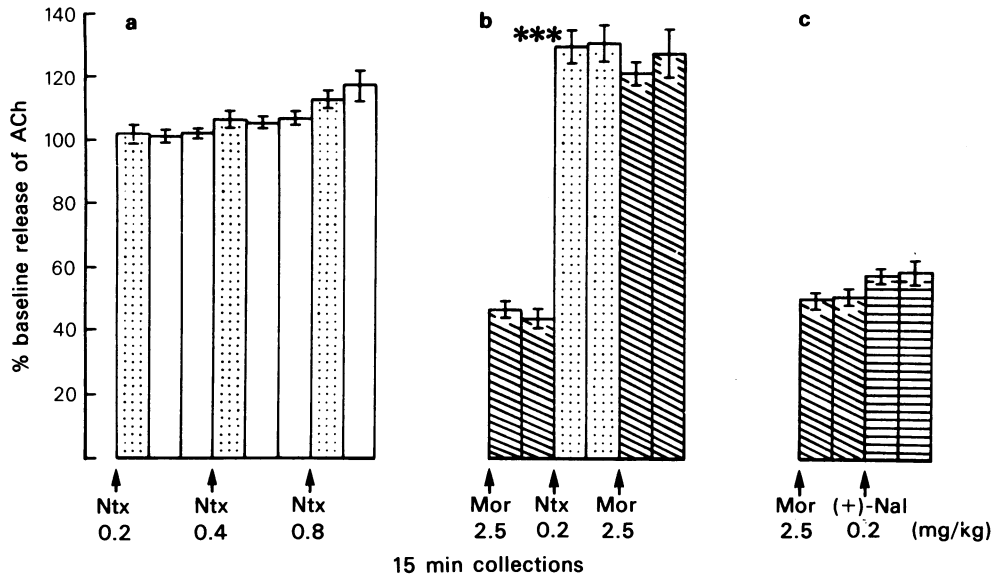 140
120
100
80
60
40
20
% baseline release of ACh
a
b
c
***
Ntx Ntx Ntx
0.2 0.4 0.8
Mor Ntx Mor
2.5 0.2 2.5
Mor (+)-Nal
2.5 0.2 (mg/kg)
15 min collections